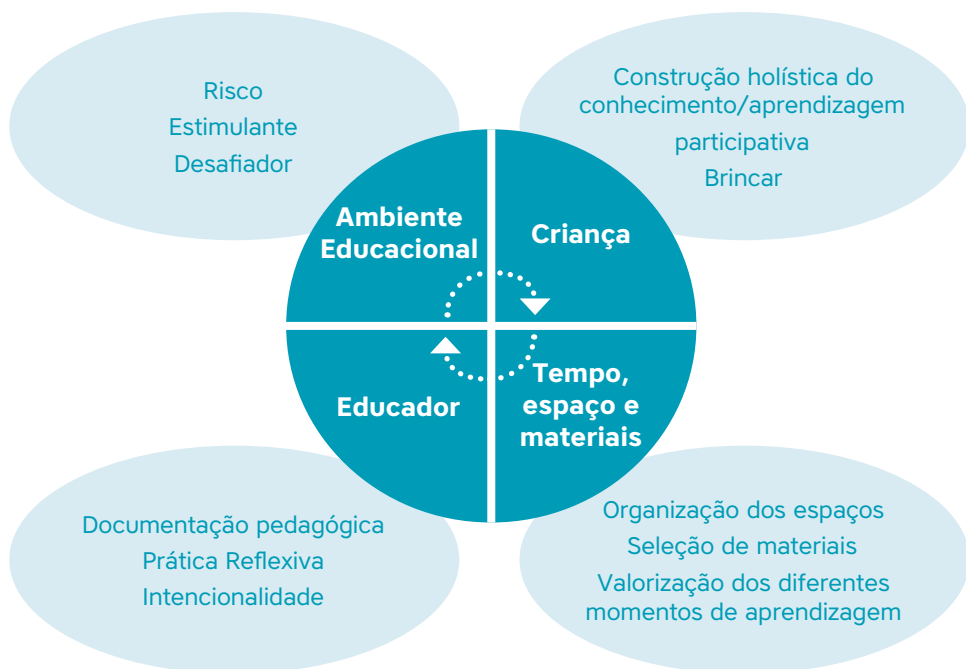 Risco
Estimulante
Desafiador
Construção holística do
conhecimento/aprendizagem
participativa
Brincar
Ambiente
Educacional
Criança
Educador
Tempo,
espaço e
materiais
Documentação pedagógica
Prática Reflexiva
Intencionalidade
Organização dos espaços
Seleção de materiais
Valorização dos diferentes
momentos de aprendizagem